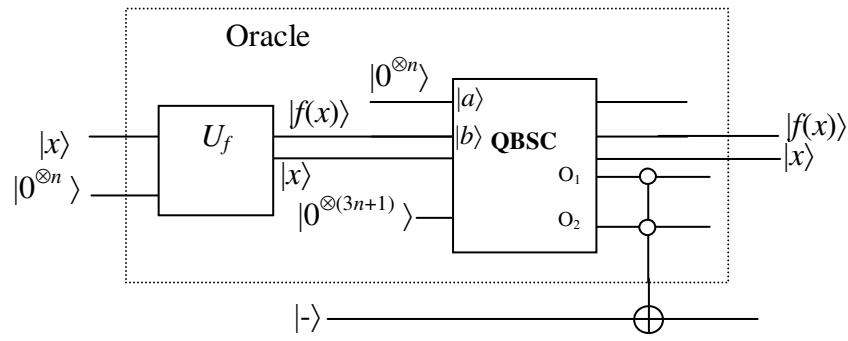 Oracle
|0⊗n⟩
|a⟩
|f(x)⟩
|f(x)⟩
U_f
|b⟩ QBSC
|x⟩
|x⟩
|x⟩
O₁
|0⊗n ⟩
|0⊗(3n+1) ⟩
O₂
|-⟩